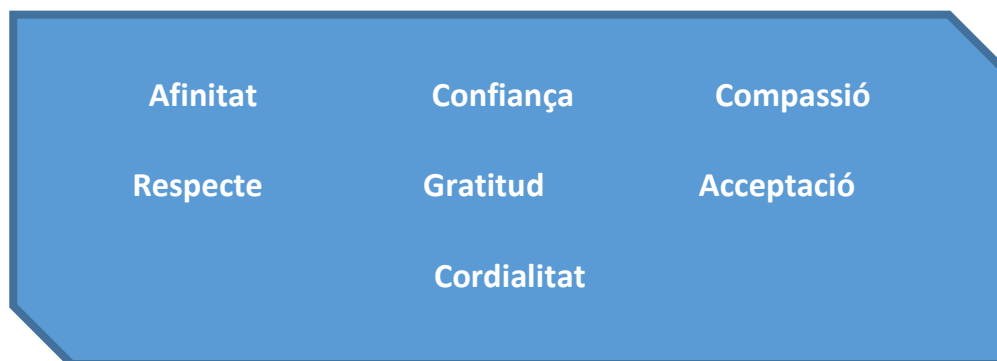 Afinitat Confiança Compassió
Respecte Gratitud Acceptació
Cordialitat